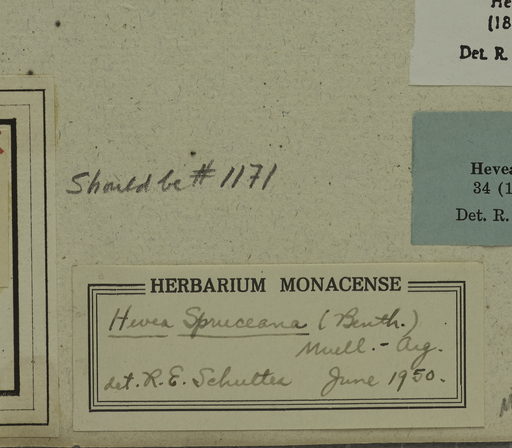 He
(18
Det. R.
Hevea
34 (1
Det. R.
Should be # 1171
HERBARIUM MONACENSE
Hevea Spruceana (Benth.)
Muell.-Arg.
det. R. E. Schultes June 1950.